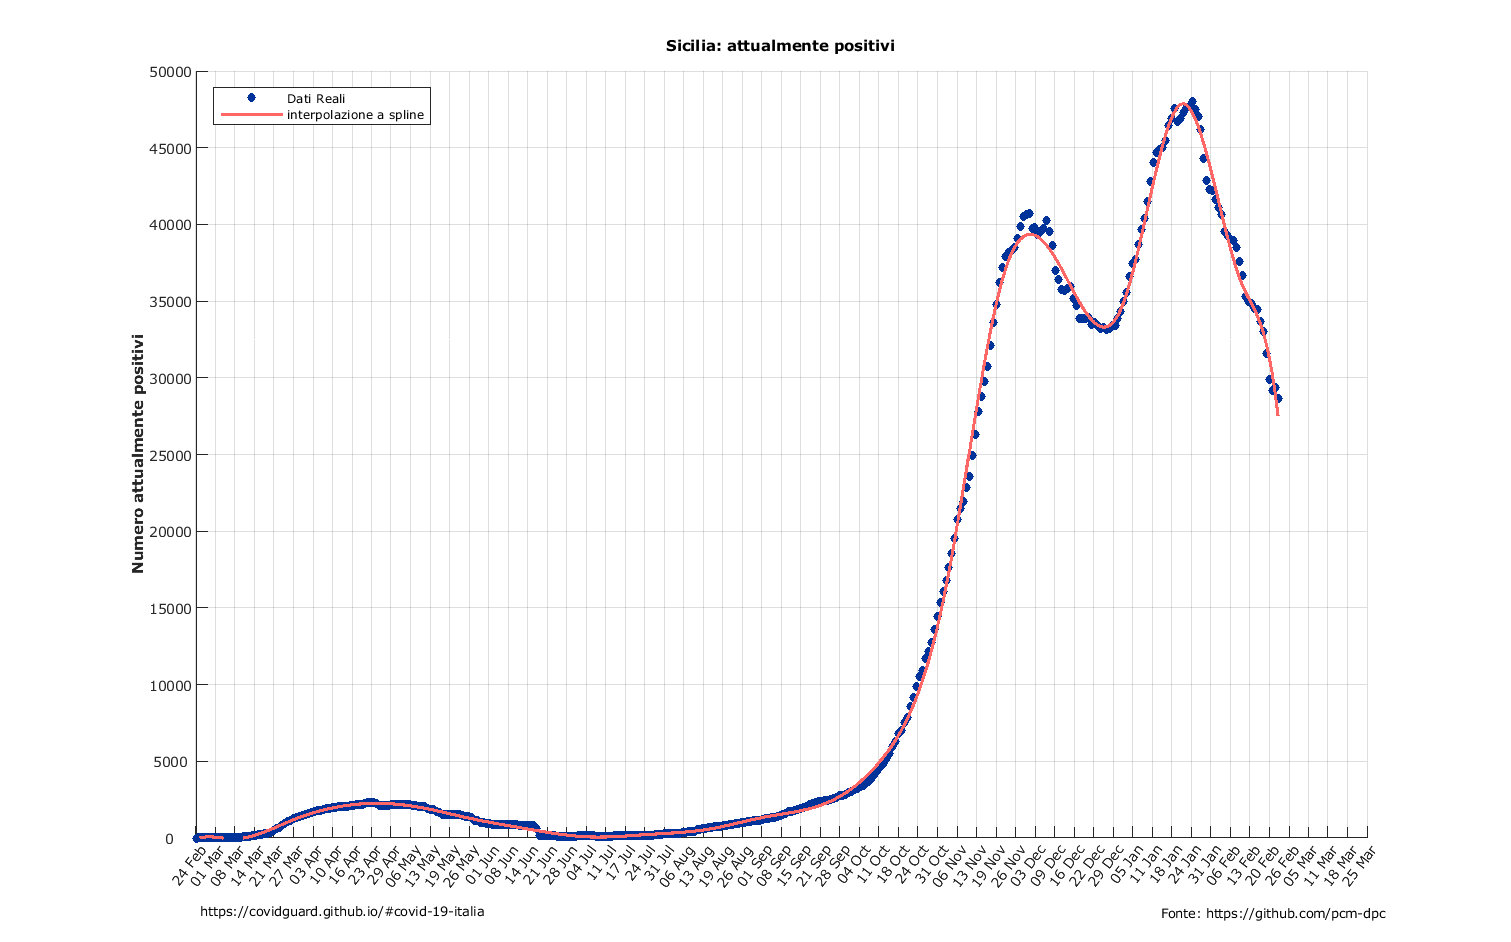 Sicilia: attualmente positivi
Dati Reali
interpolazione a spline
Numero attualmente positivi
50000
45000
40000
35000
30000
25000
20000
15000
10000
5000
0
24 Feb
01 Mar
08 Mar
14 Mar
21 Mar
27 Mar
03 Apr
10 Apr
16 Apr
23 Apr
29 Apr
06 May
13 May
19 May
26 May
01 Jun
08 Jun
14 Jun
21 Jun
28 Jun
04 Jul
11 Jul
17 Jul
24 Jul
31 Jul
06 Aug
13 Aug
19 Aug
26 Aug
01 Sep
08 Sep
15 Sep
21 Sep
28 Sep
04 Oct
11 Oct
18 Oct
24 Oct
31 Oct
06 Nov
13 Nov
19 Nov
26 Nov
03 Dec
09 Dec
16 Dec
22 Dec
29 Dec
05 Jan
11 Jan
18 Jan
24 Jan
31 Jan
06 Feb
13 Feb
20 Feb
26 Feb
05 Mar
11 Mar
18 Mar
25 Mar
https://covidguard.github.io/#covid-19-italia
Fonte: https://github.com/pcm-dpc